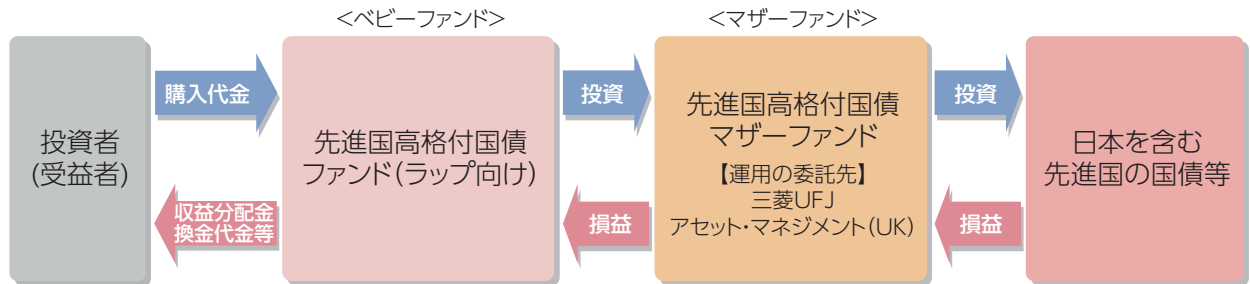 <ベビーファンド>
<マザーファンド>
投資者
(受益者)
購入代金
収益分配金
換金代金等
先進国高格付国債
ファンド(ラップ向け)
投資
損益
先進国高格付国債
マザーファンド
【運用の委託先】
三菱UFJ
アセット・マネジメント(UK)
投資
損益
日本を含む
先進国の国債等